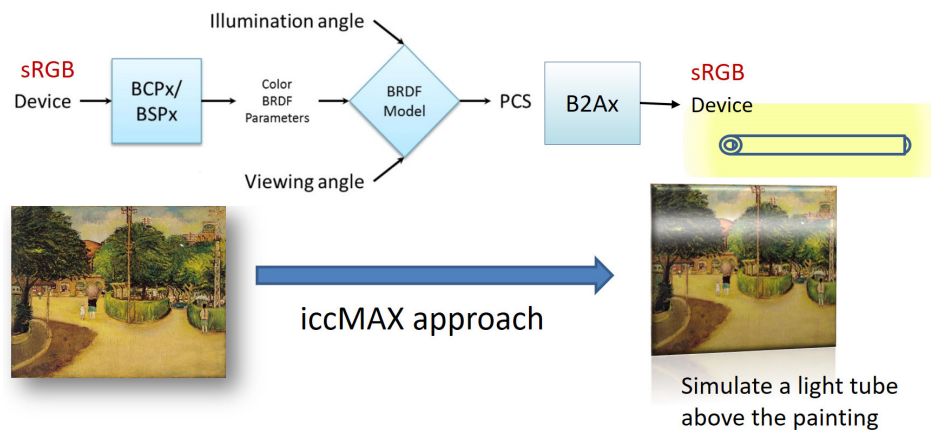 Illumination angle
sRGB
Device
BCPx/
BSPx
Color
BRDF
Parameters
BRDF
Model
PCS
B2Ax
sRGB
Device
Viewing angle
iccMAX approach
Simulate a light tube
above the painting